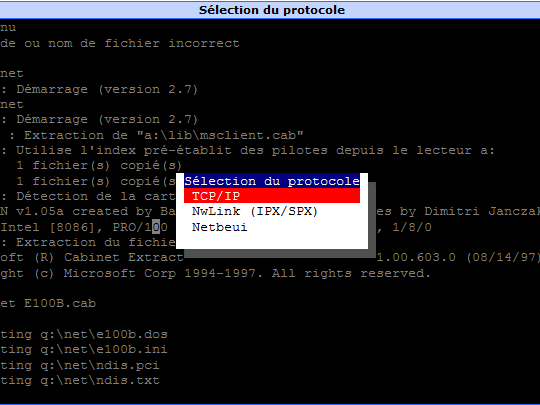 Sélection du protocole
nu
de ou nom de fichier incorrect
net
: Démarrage (version 2.7)
net
: Démarrage (version 2.7)
: Extraction de "a:\lib\msclient.cab"
: Utilise l'index pré-établit des pilotes depuis le lecteur a:
1 fichier(s) copié(s)
1 fichier(s) copié(s
Sélection du protocole
: Détection de la cart
TCP/IP
N v1.05a created by Ba
NwLink (IPX/SPX)
es by Dimitri Janczak
Intel [8086], PRO/100
Netbeui
, 1/8/0
: Extraction du fichie
oft (R) Cabinet Extract
1.00.603.0 (08/14/97)
ght (c) Microsoft Corp 1994-1997. All rights reserved.
et E100B.cab
ting q:\net\e100b.dos
ting q:\net\e100b.ini
ting q:\net\ndis.pci
ting q:\net\ndis.txt